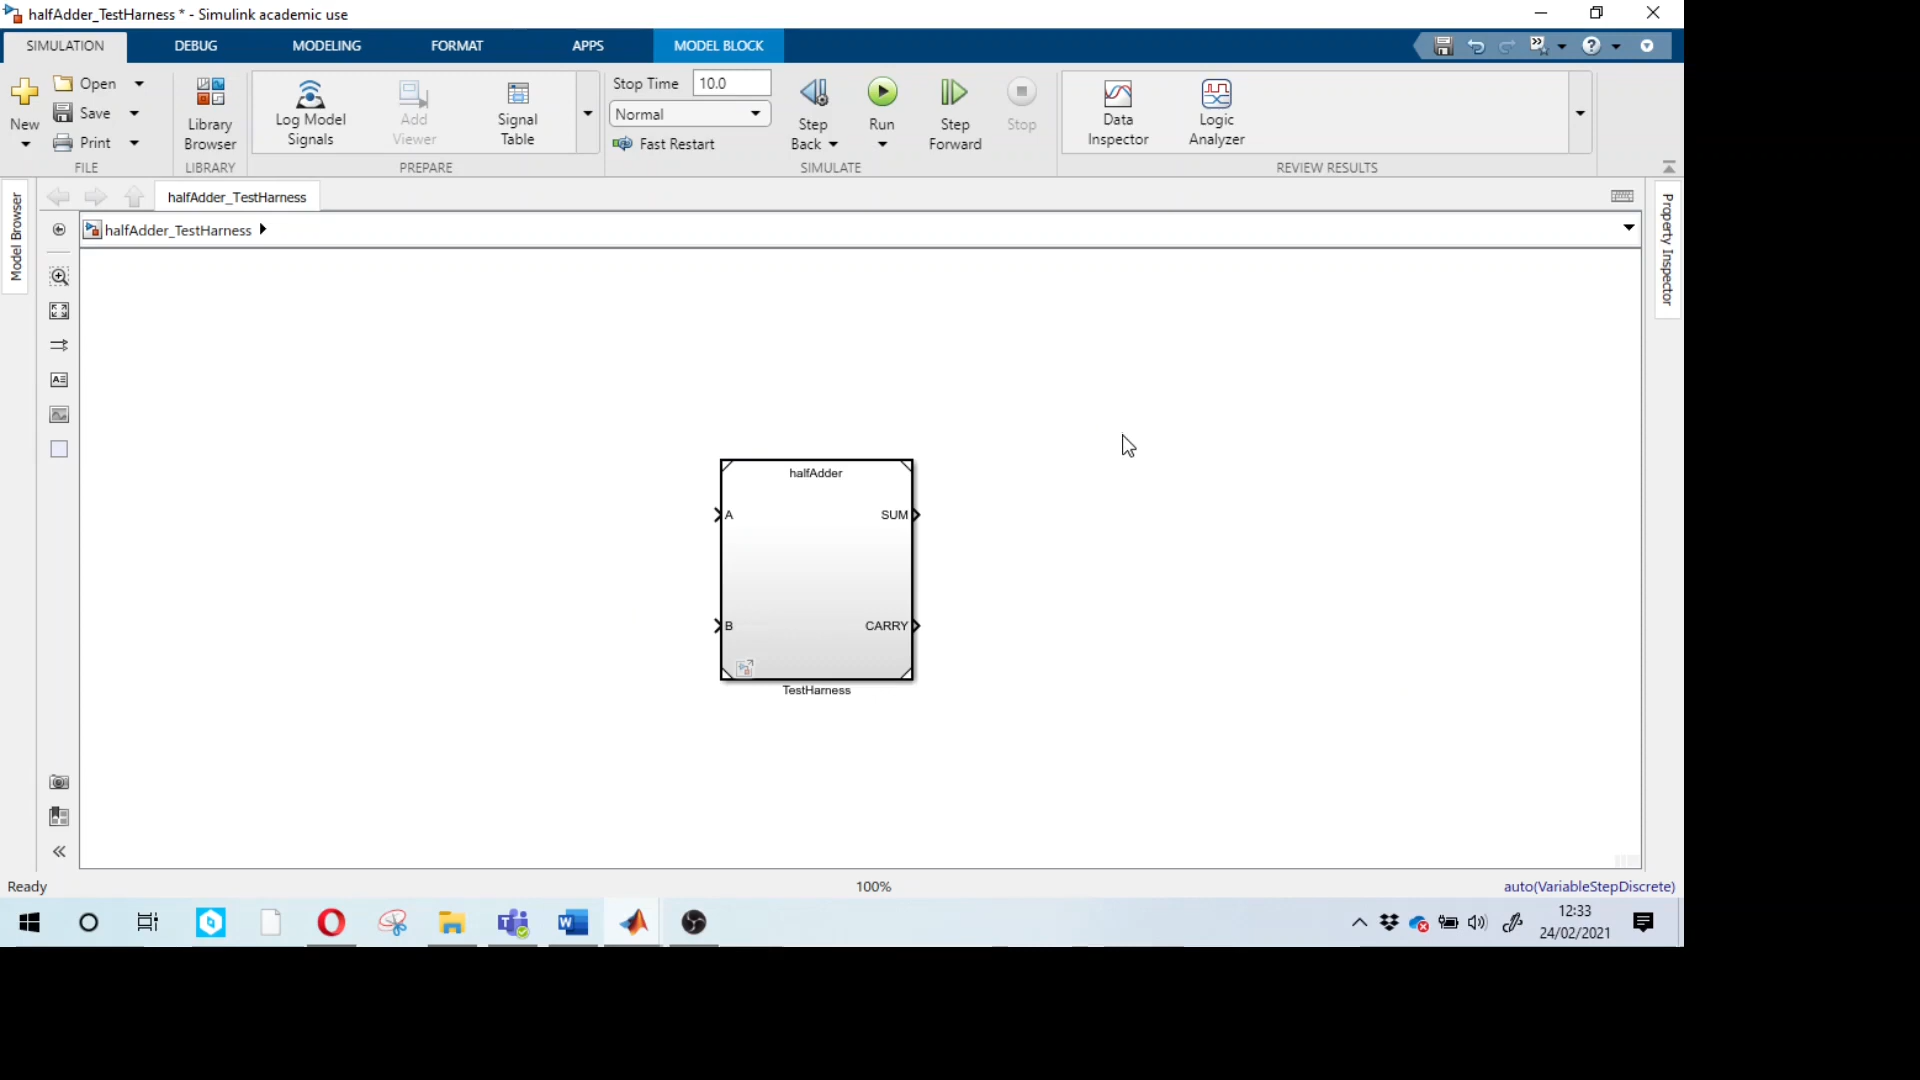 halfAdder_TestHarness * - Simulink academic use
SIMULATION DEBUG MODELING FORMAT APPS MODEL BLOCK
New
Open
Save
Print
FILE
Library
Browser
LIBRARY
Log Model
Signals
Add
Viewer
Signal
Table
PREPARE
Stop Time 10.0
Normal
Fast Restart
Step
Back
Run
Step
Forward
Stop
SIMULATE
Data
Inspector
Logic
Analyzer
REVIEW RESULTS
Model Browser
halfAdder_TestHarness
halfAdder_TestHarness
Property Inspector
halfAdder
A SUM
B CARRY
TestHarness
Ready 100% auto(VariableStepDiscrete)
12:33
24/02/2021